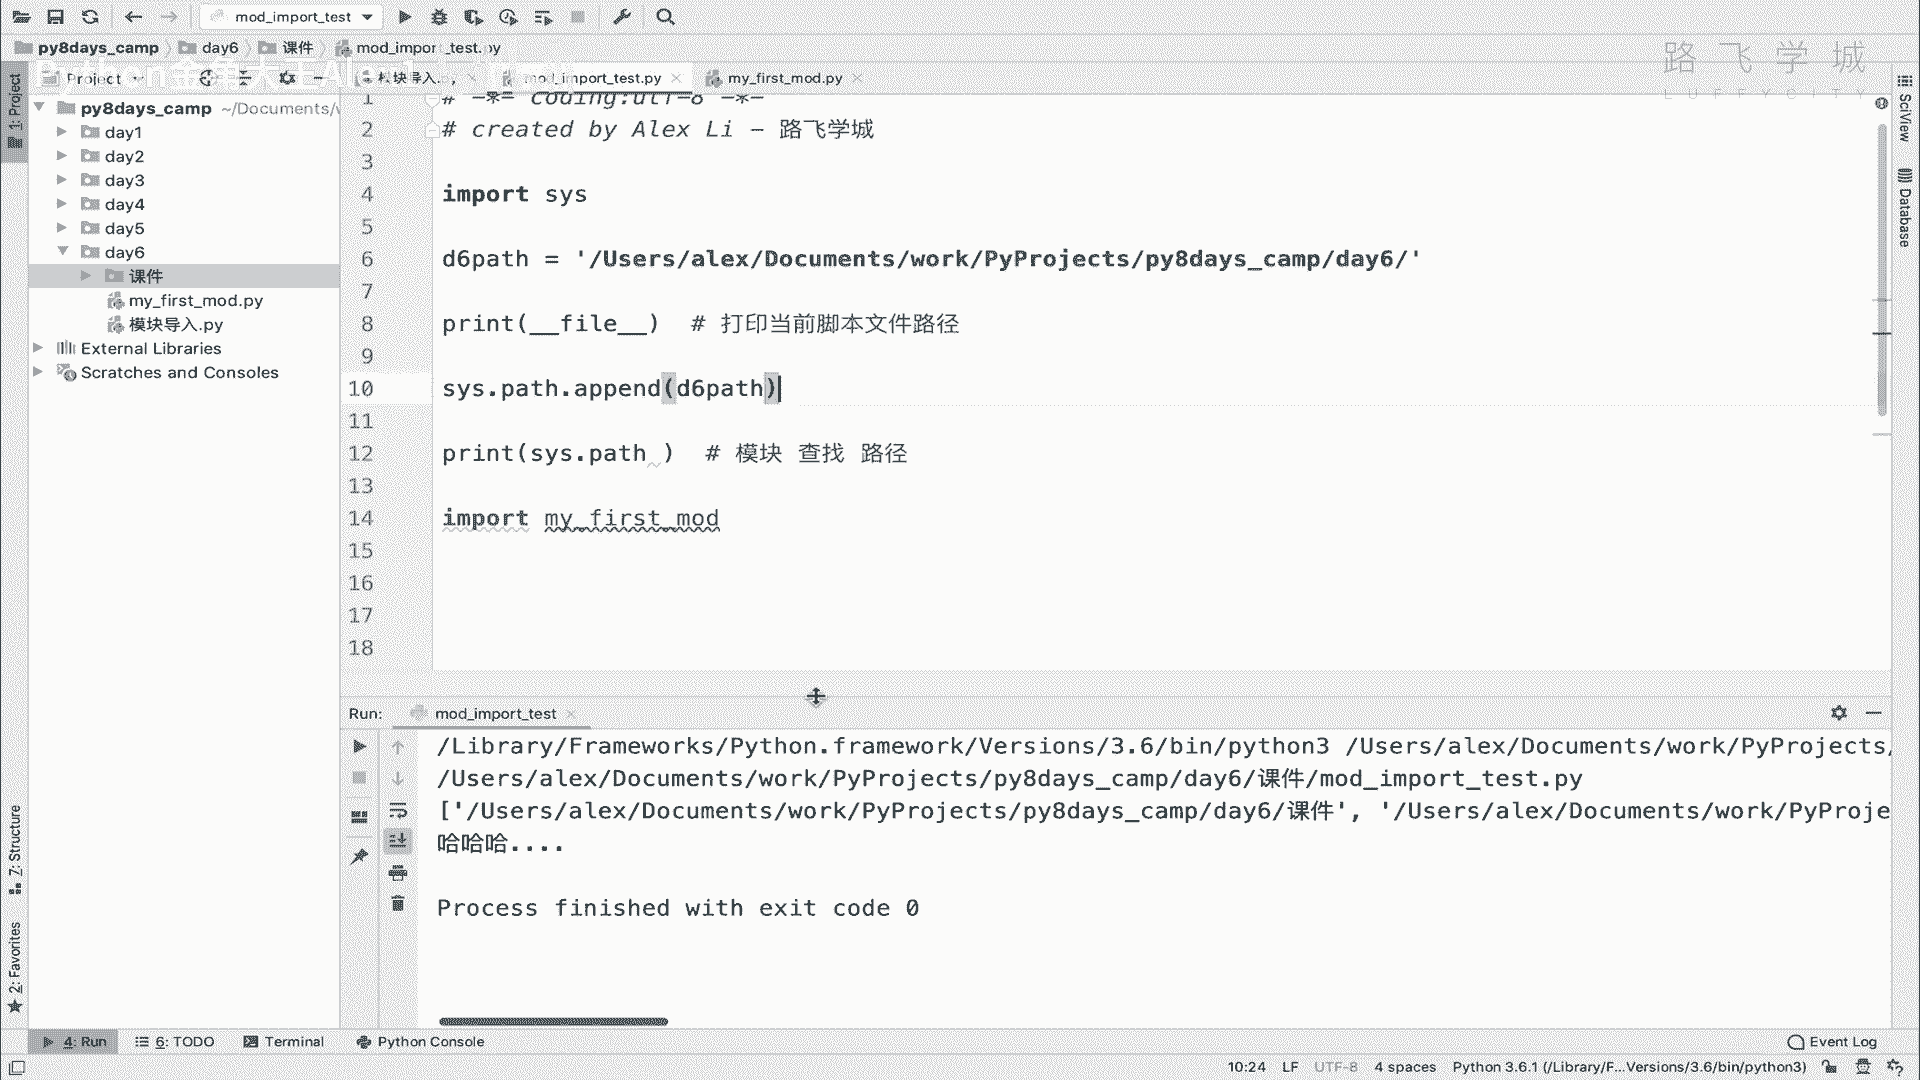 mod_import_test
py8days_camp day6 课件 mod_import_test.py
路飞学城
LUFFYCITY
Python金角大王Alex1
Project
模块导入.py
mod_import_test.py
my_first_mod.py
1: Project
py8days_camp ~/Documents/
day1
day2
day3
day4
day5
day6
课件
my_first_mod.py
模块导入.py
External Libraries
Scratches and Consoles
1 # -*- coding:utf-8 -*-
2 # created by Alex Li - 路飞学城
3
4 import sys
5
6 d6path = '/Users/alex/Documents/work/PyProjects/py8days_camp/day6/'
7
8 print(__file__) # 打印当前脚本文件路径
9
10 sys.path.append(d6path)
11
12 print(sys.path ) # 模块 查找 路径
13
14 import my_first_mod
15
16
17
18
SciView
Database
Run: mod_import_test
/Library/Frameworks/Python.framework/Versions/3.6/bin/python3 /Users/alex/Documents/work/PyProjects/
/Users/alex/Documents/work/PyProjects/py8days_camp/day6/课件/mod_import_test.py
['/Users/alex/Documents/work/PyProjects/py8days_camp/day6/课件', '/Users/alex/Documents/work/PyProje
哈哈哈....
Process finished with exit code 0
7: Structure
2: Favorites
4: Run 6: TODO Terminal Python Console Event Log
10:24 LF UTF-8 4 spaces Python 3.6.1 (/Library/F...Versions/3.6/bin/python3)